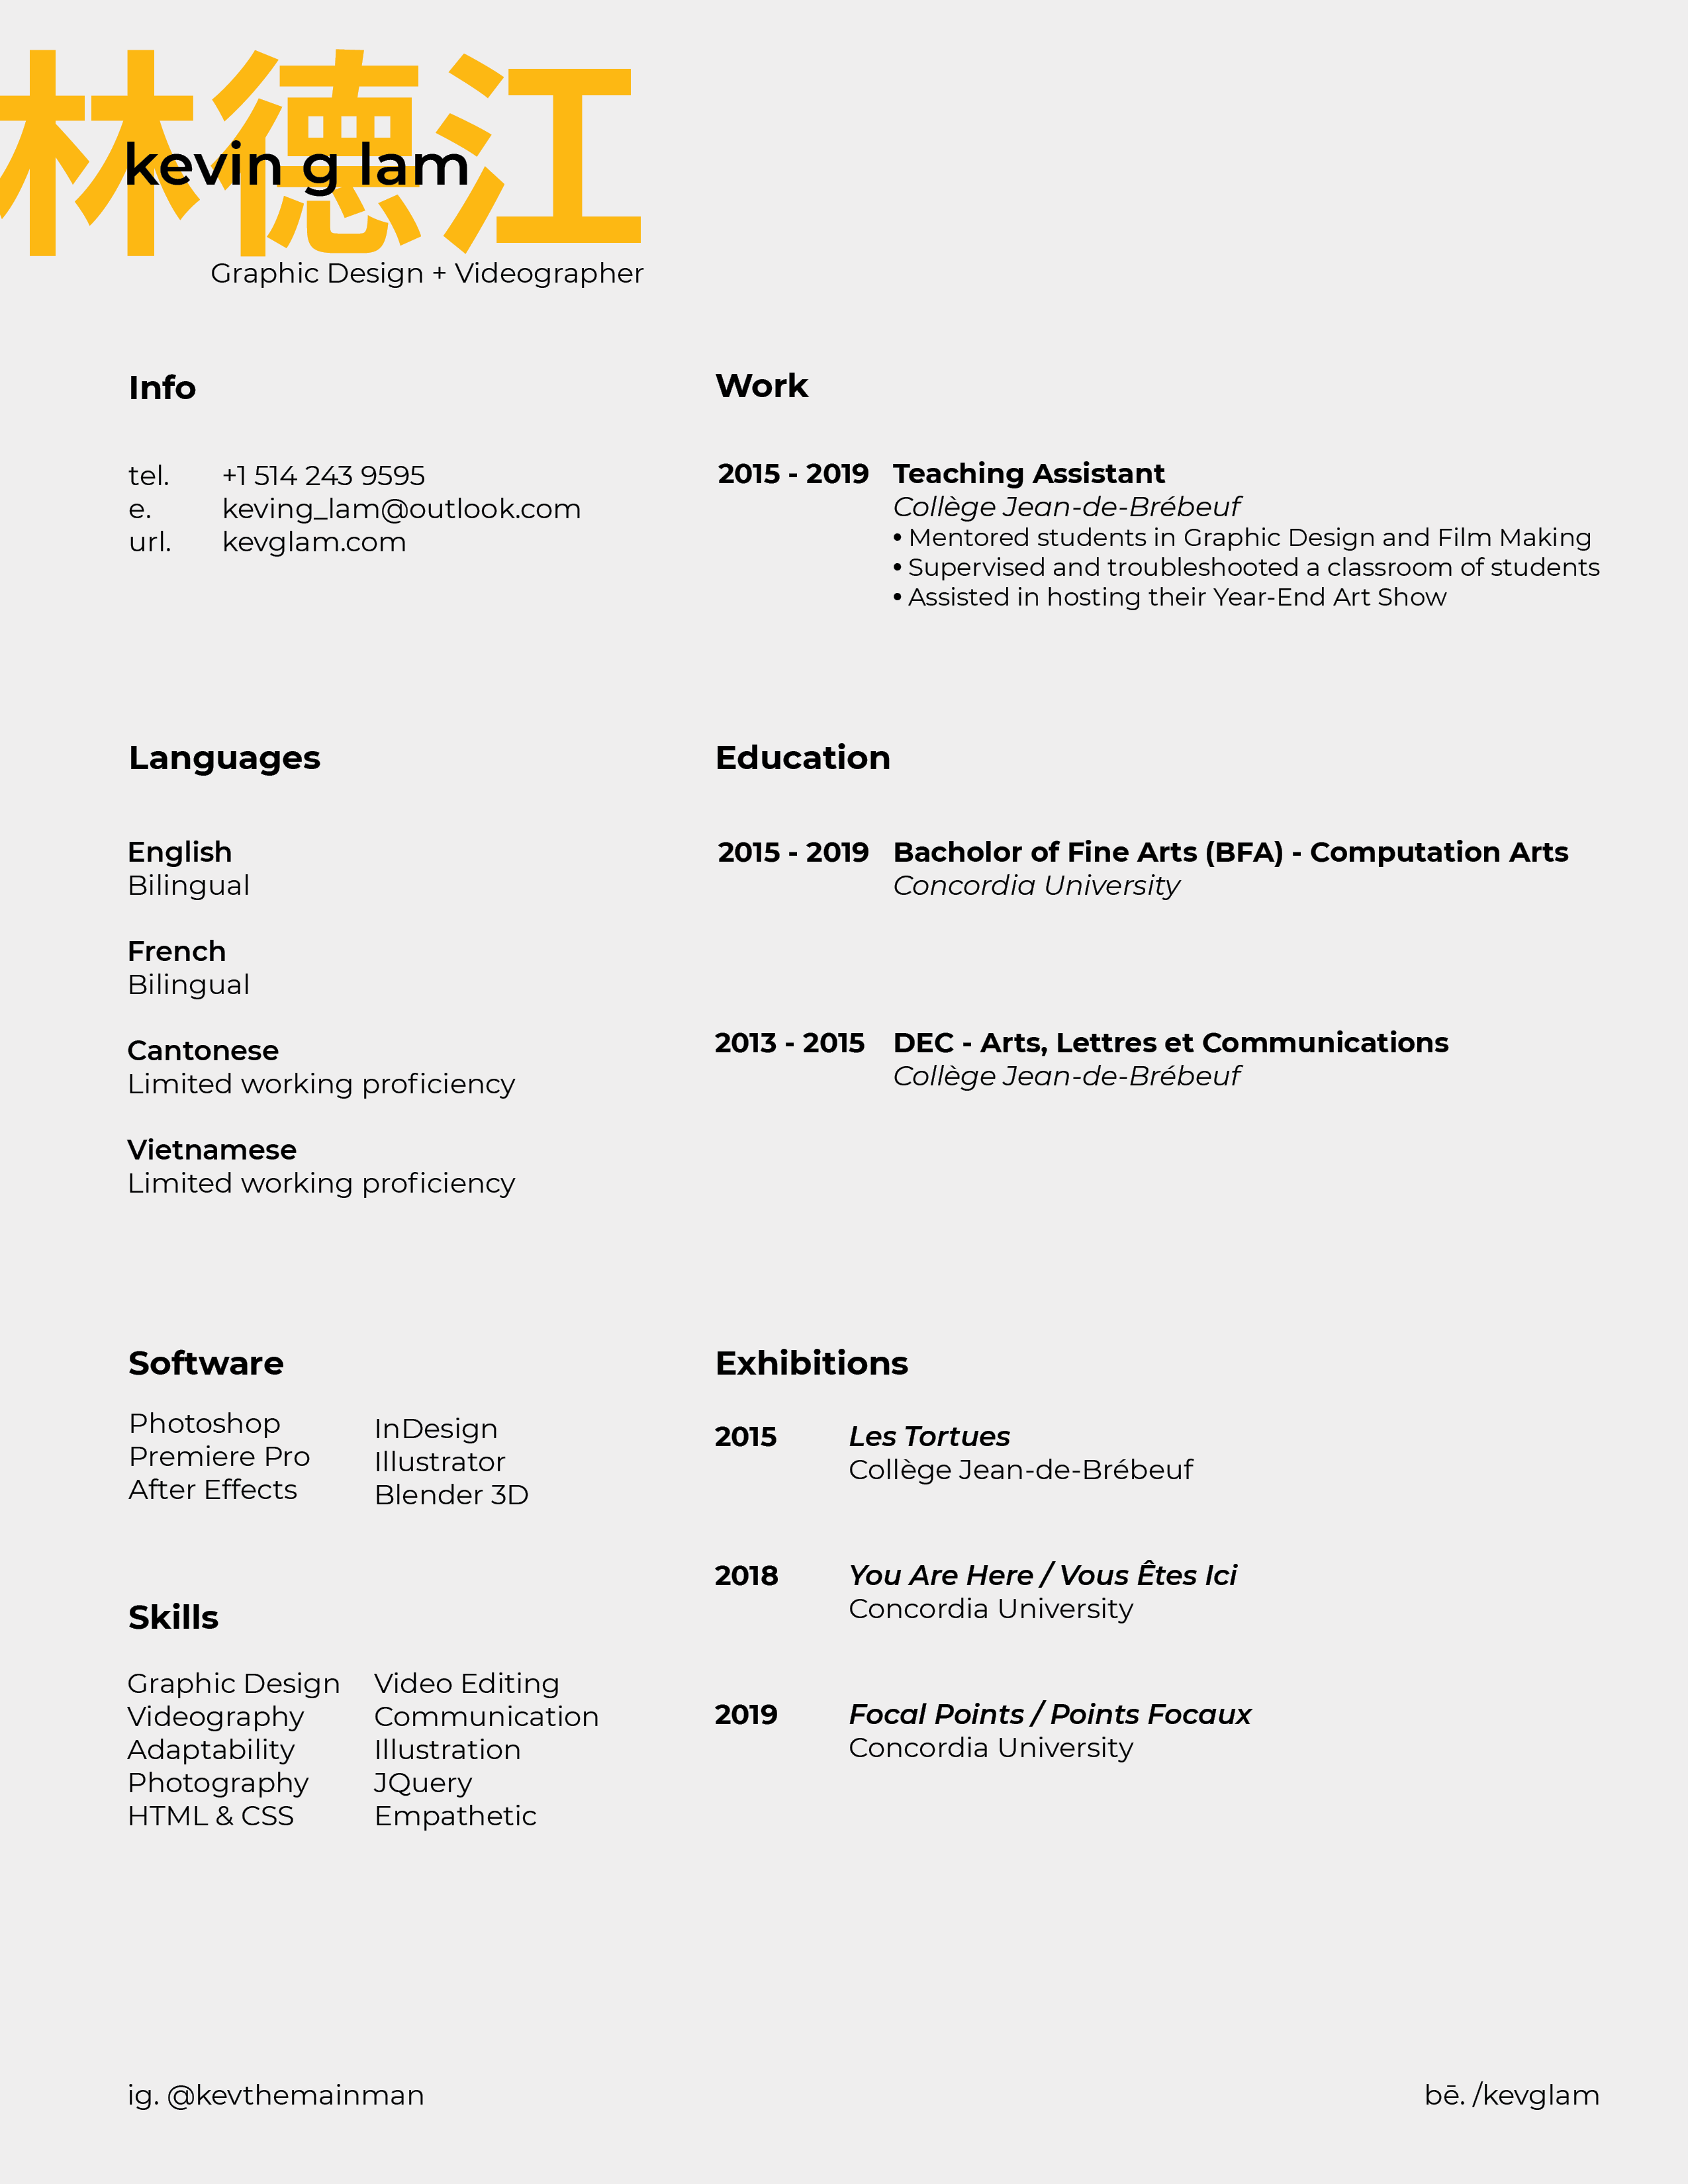 林德江
kevin g lam
Graphic Design + Videographer
Info
tel. +1 514 243 9595
e. keving_lam@outlook.com
url. kevglam.com
Work
2015 - 2019 Teaching Assistant
Collège Jean-de-Brébeuf
• Mentored students in Graphic Design and Film Making
• Supervised and troubleshooted a classroom of students
• Assisted in hosting their Year-End Art Show
Languages
English
Bilingual
French
Bilingual
Cantonese
Limited working proficiency
Vietnamese
Limited working proficiency
Education
2015 - 2019 Bacholor of Fine Arts (BFA) - Computation Arts
Concordia University
2013 - 2015 DEC - Arts, Lettres et Communications
Collège Jean-de-Brébeuf
Software
Photoshop
Premiere Pro
After Effects
InDesign
Illustrator
Blender 3D
Skills
Graphic Design
Videography
Adaptability
Photography
HTML & CSS
Video Editing
Communication
Illustration
JQuery
Empathetic
Exhibitions
2015 Les Tortues
Collège Jean-de-Brébeuf
2018 You Are Here / Vous Êtes Ici
Concordia University
2019 Focal Points / Points Focaux
Concordia University
ig. @kevthemainman
bē. /kevglam